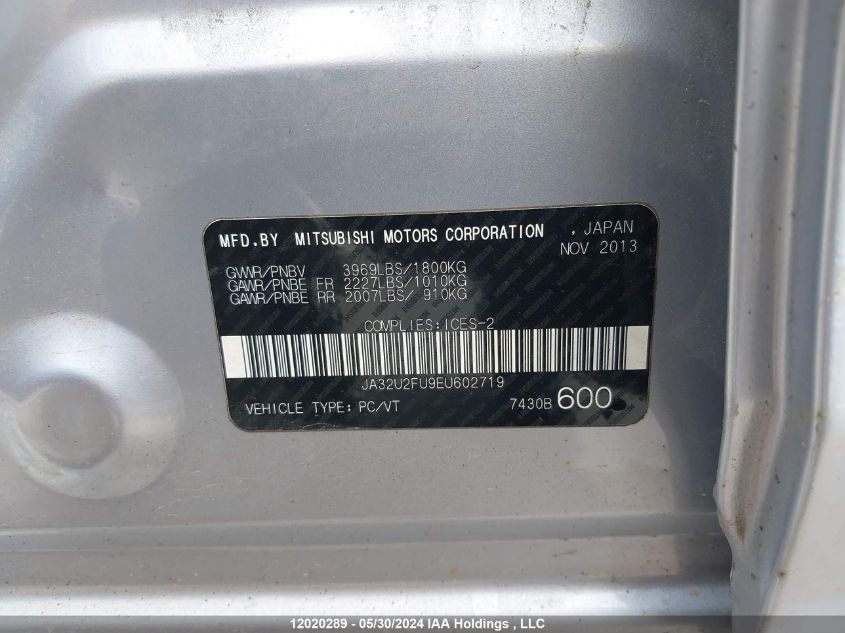 MFD.BY MITSUBISHI MOTORS CORPORATION , JAPAN
NOV 2013
GVWR/PNBV 3969LBS/1800KG
GAWR/PNBE FR 2227LBS/1010KG
GAWR/PNBE RR 2007LBS/ 910KG
COMPLIES:ICES-2
JA32U2FU9EU602719
VEHICLE TYPE: PC/VT 7430B 600
12020289 - 05/30/2024 IAA Holdings , LLC